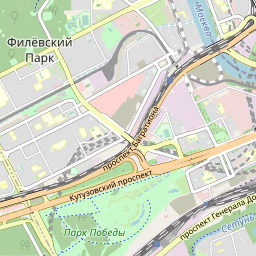 Москва
Филёвский
Парк
проспект Багратиона
Кутузовский проспект
Парк Победы
проспект Генерала До
Сетунь